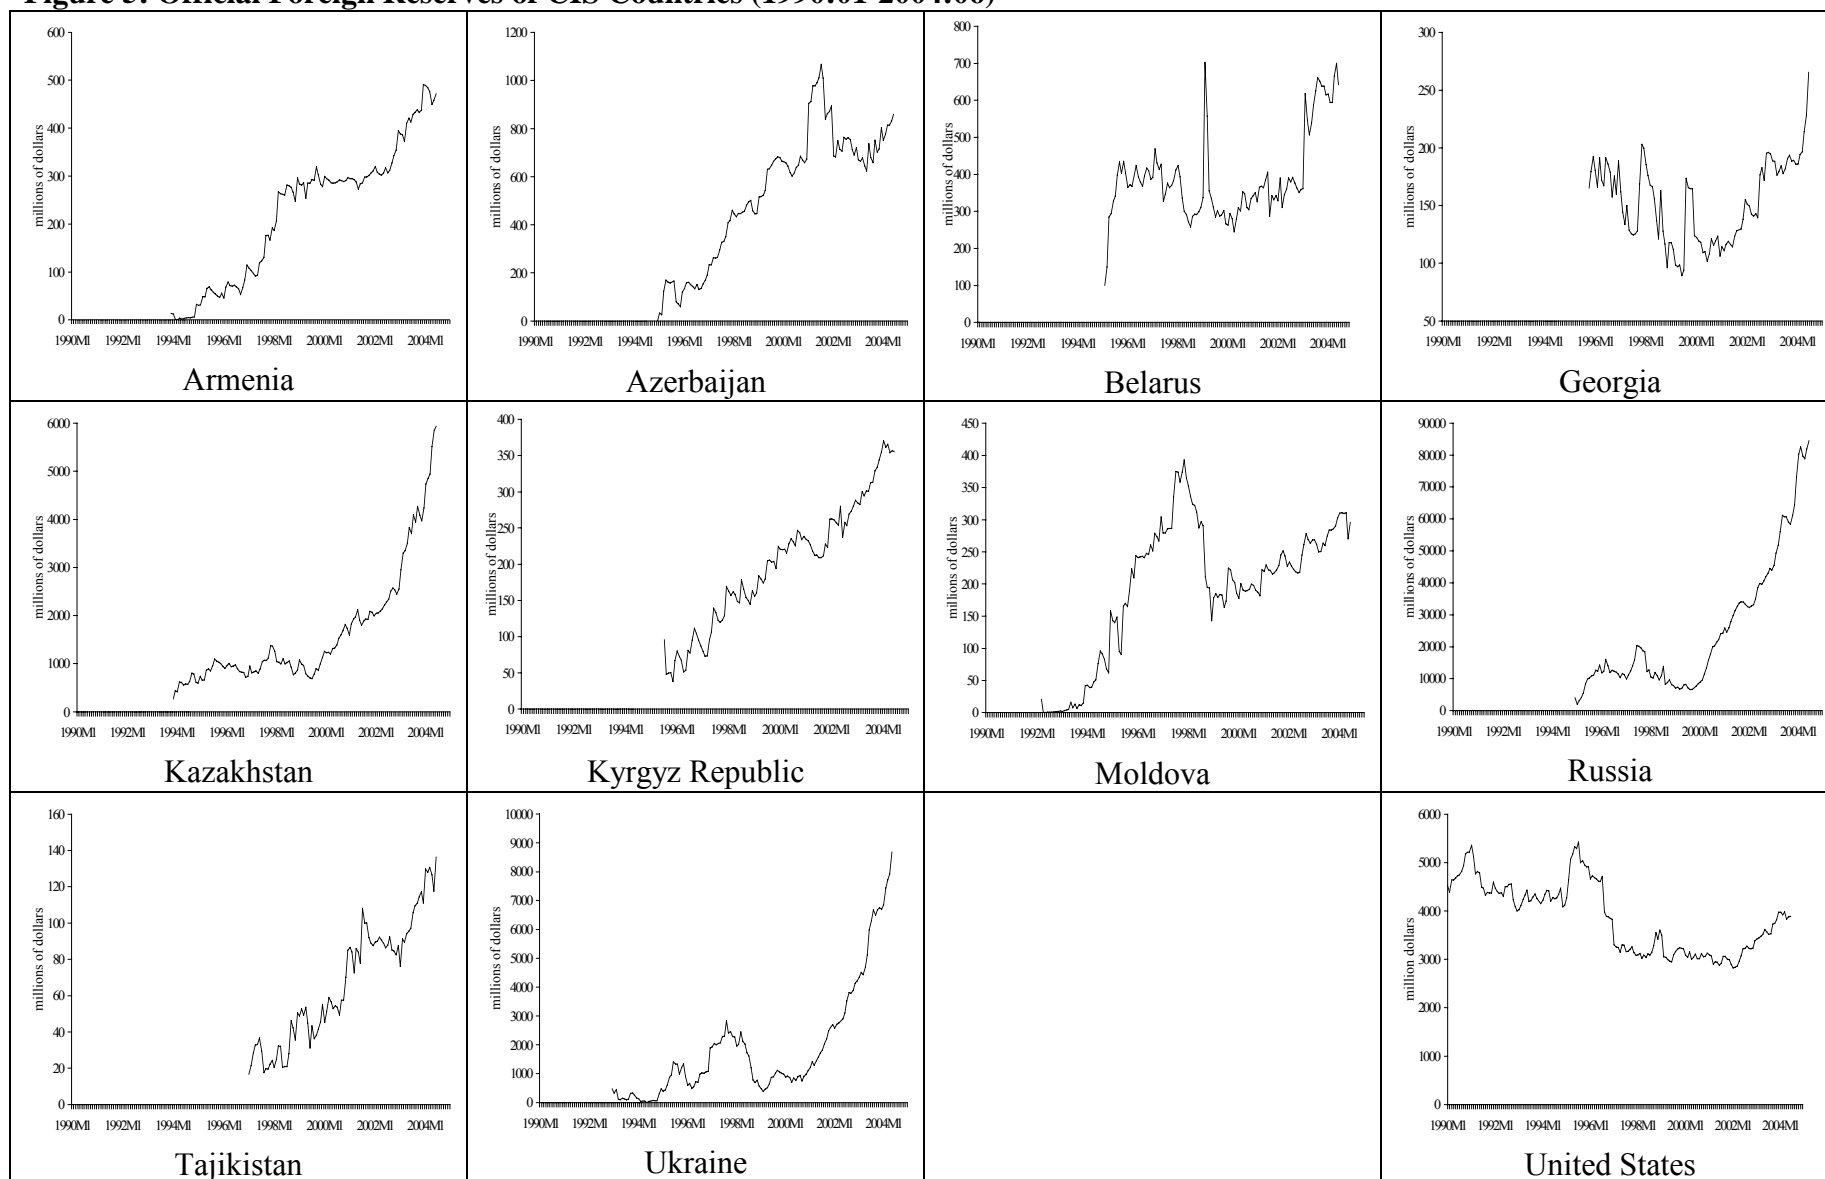 Figure 3: Official Foreign Reserves of CIS Countries (1990:01-2004:06)
600
500
400
300
200
100
0
millions of dollars
1990M1 1992M1 1994M1 1996M1 1998M1 2000M1 2002M1 2004M1
Armenia
1200
1000
800
600
400
200
0
millions of dollars
1990M1 1992M1 1994M1 1996M1 1998M1 2000M1 2002M1 2004M1
Azerbaijan
800
700
600
500
400
300
200
100
0
millions of dollars
1990M1 1992M1 1994M1 1996M1 1998M1 2000M1 2002M1 2004M1
Belarus
300
250
200
150
100
50
millions of dollars
1990M1 1992M1 1994M1 1996M1 1998M1 2000M1 2002M1 2004M1
Georgia
6000
5000
4000
3000
2000
1000
0
millions of dollars
1990M1 1992M1 1994M1 1996M1 1998M1 2000M1 2002M1 2004M1
Kazakhstan
400
350
300
250
200
150
100
50
0
millions of dollars
1990M1 1992M1 1994M1 1996M1 1998M1 2000M1 2002M1 2004M1
Kyrgyz Republic
450
400
350
300
250
200
150
100
50
0
millions of dollars
1990M1 1992M1 1994M1 1996M1 1998M1 2000M1 2002M1 2004M1
Moldova
90000
80000
70000
60000
50000
40000
30000
20000
10000
0
millions of dollars
1990M1 1992M1 1994M1 1996M1 1998M1 2000M1 2002M1 2004M1
Russia
160
140
120
100
80
60
40
20
0
millions of dollars
1990M1 1992M1 1994M1 1996M1 1998M1 2000M1 2002M1 2004M1
Tajikistan
10000
9000
8000
7000
6000
5000
4000
3000
2000
1000
0
millions of dollars
1990M1 1992M1 1994M1 1996M1 1998M1 2000M1 2002M1 2004M1
Ukraine
6000
5000
4000
3000
2000
1000
0
million dollars
1990M1 1992M1 1994M1 1996M1 1998M1 2000M1 2002M1 2004M1
United States